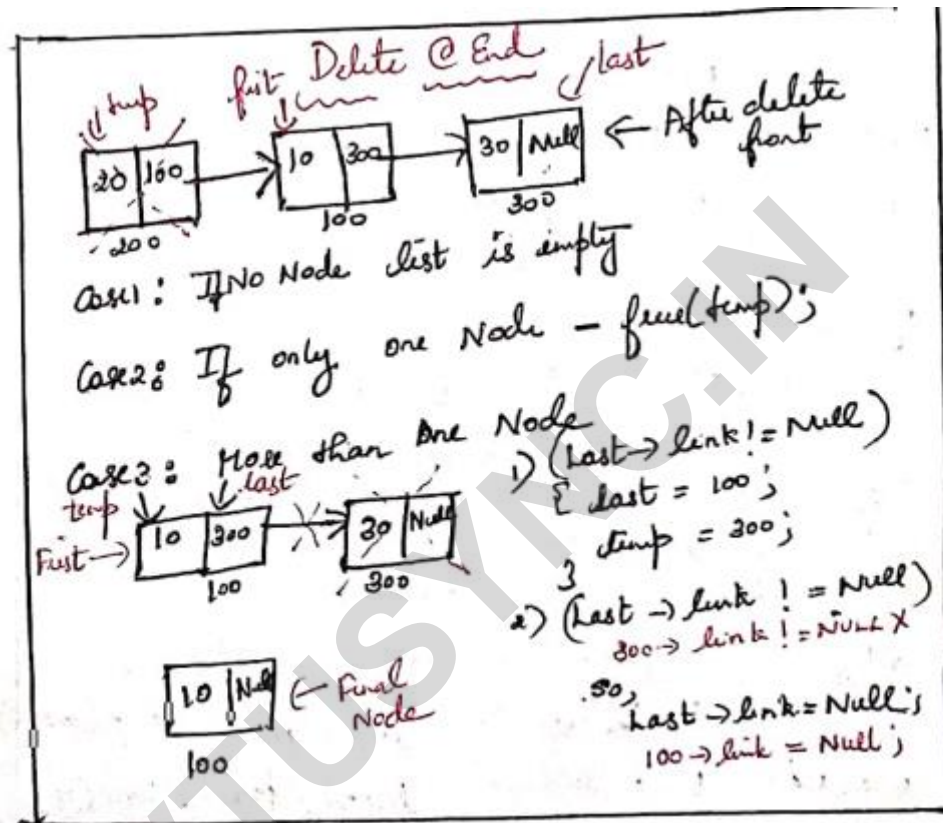 Delete @ End
temp
first
last
20 | 100
10 | 300
30 | Null
← After delete front
200
100
300
Case1: If No Node list is empty
Case2: If only one Node - free(temp);
Case3: More than one Node
temp
last
First →
10 | 300
30 | Null
100
300
1) (Last → link != Null)
{ last = 100;
temp = 300;
}
2) (Last → link != Null)
300 → link != NULL X
so,
Last → link = Null;
100 → link = Null;
10 | Null
← Final Node
100
VTUSYNC.IN